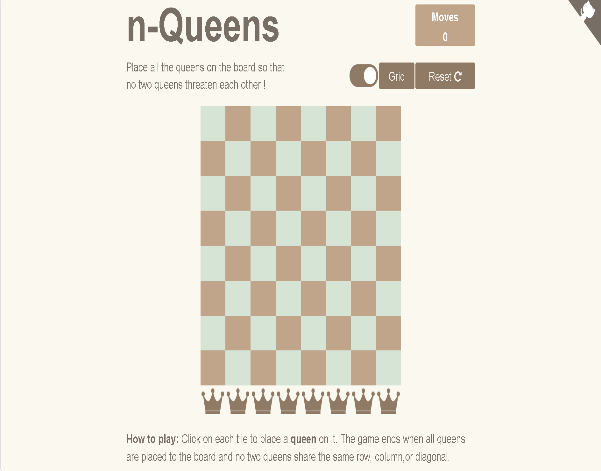 n-Queens
Moves
0
Place all the queens on the board so that
no two queens threaten each other !
Grid
Reset
How to play: Click on each tile to place a queen on it. The game ends when all queens
are placed to the board and no two queens share the same row, column,or diagonal.